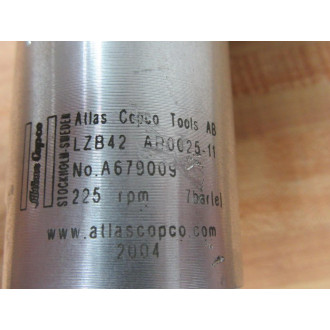 Atlas Copco
STOCKHOLM-SWEDEN
Atlas Copco Tools AB
LZB42 AR0025-11
No.A679009
225 rpm 7bar(e)
www.atlascopco.com
2004